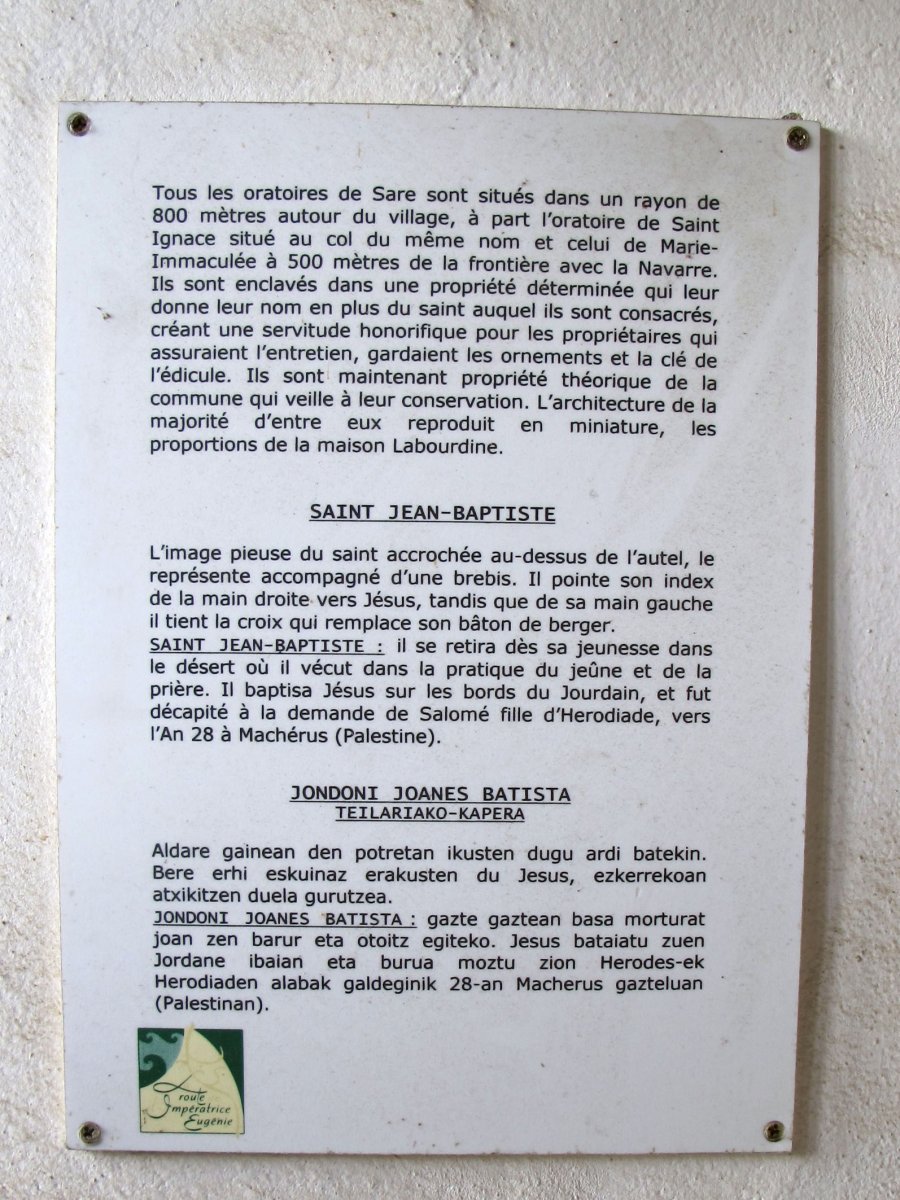 Tous les oratoires de Sare sont situés dans un rayon de
800 mètres autour du village, à part l'oratoire de Saint
Ignace situé au col du même nom et celui de Marie-
Immaculée à 500 mètres de la frontière avec la Navarre.
Ils sont enclavés dans une propriété déterminée qui leur
donne leur nom en plus du saint auquel ils sont consacrés,
créant une servitude honorifique pour les propriétaires qui
assuraient l'entretien, gardaient les ornements et la clé de
l'édicule. Ils sont maintenant propriété théorique de la
commune qui veille à leur conservation. L'architecture de la
majorité d'entre eux reproduit en miniature, les
proportions de la maison Labourdine.
SAINT JEAN-BAPTISTE
L'image pieuse du saint accrochée au-dessus de l'autel, le
représente accompagné d'une brebis. Il pointe son index
de la main droite vers Jésus, tandis que de sa main gauche
il tient la croix qui remplace son bâton de berger.
SAINT JEAN-BAPTISTE : il se retira dès sa jeunesse dans
le désert où il vécut dans la pratique du jeûne et de la
prière. Il baptisa Jésus sur les bords du Jourdain, et fut
décapité à la demande de Salomé fille d'Herodiade, vers
l'An 28 à Machérus (Palestine).
JONDONI JOANES BATISTA
TEILARIAKO-KAPERA
Aldare gainean den potretan ikusten dugu ardi batekin.
Bere erhi eskuinaz erakusten du Jesus, ezkerrekoan
atxikitzen duela gurutzea.
JONDONI JOANES BATISTA : gazte gaztean basa morturat
joan zen barur eta otoitz egiteko. Jesus bataiatu zuen
Jordane ibaian eta burua moztu zion Herodes-ek
Herodiaden alabak galdeginik 28-an Macherus gazteluan
(Palestinan).
route
Impératrice
Eugénie